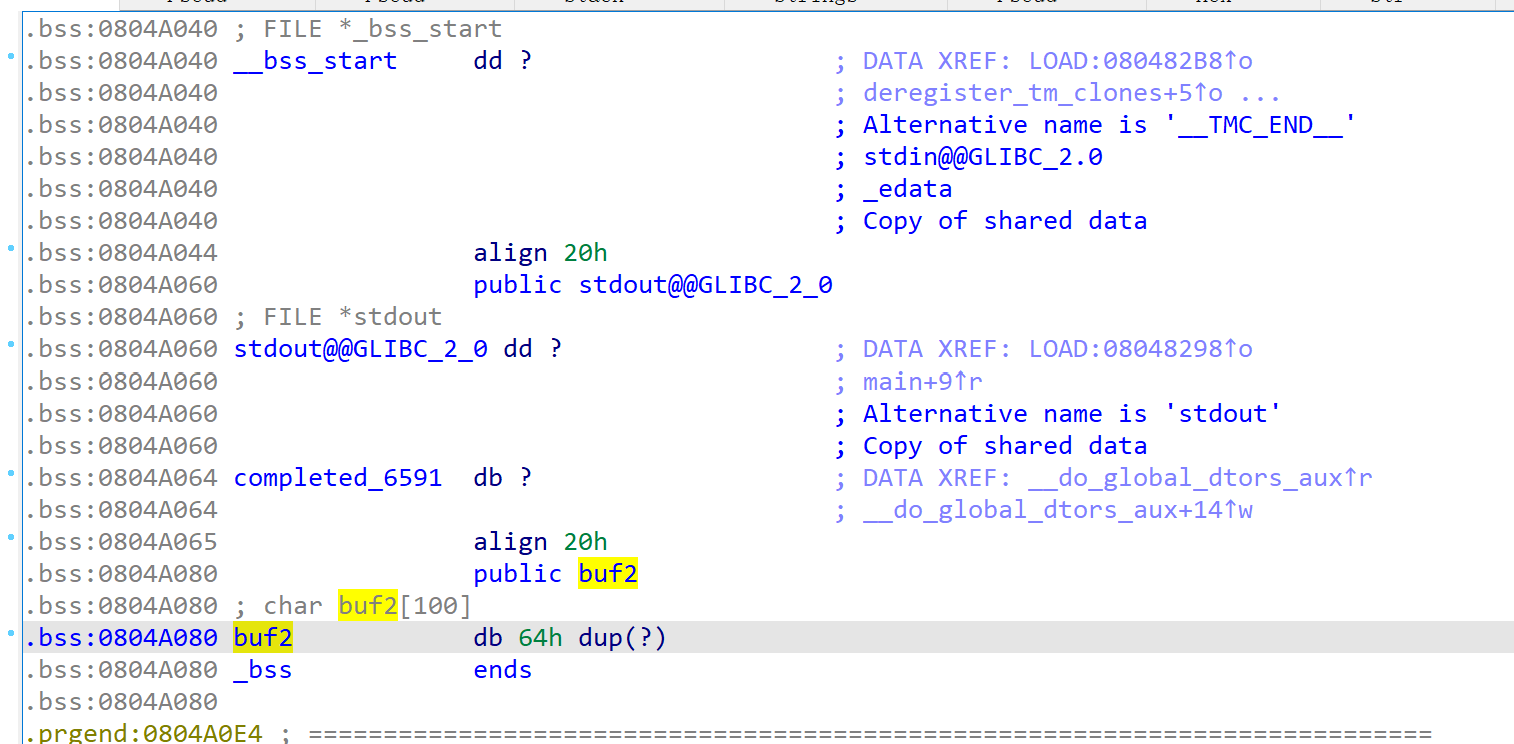 .bss:0804A040 ; FILE *_bss_start
.bss:0804A040 __bss_start dd ? ; DATA XREF: LOAD:080482B8↑o
.bss:0804A040 ; deregister_tm_clones+5↑o ...
.bss:0804A040 ; Alternative name is '__TMC_END__'
.bss:0804A040 ; stdin@@GLIBC_2.0
.bss:0804A040 ; _edata
.bss:0804A040 ; Copy of shared data
.bss:0804A044 align 20h
.bss:0804A060 public stdout@@GLIBC_2_0
.bss:0804A060 ; FILE *stdout
.bss:0804A060 stdout@@GLIBC_2_0 dd ? ; DATA XREF: LOAD:08048298↑o
.bss:0804A060 ; main+9↑r
.bss:0804A060 ; Alternative name is 'stdout'
.bss:0804A060 ; Copy of shared data
.bss:0804A064 completed_6591 db ? ; DATA XREF: __do_global_dtors_aux↑r
.bss:0804A064 ; __do_global_dtors_aux+14↑w
.bss:0804A065 align 20h
.bss:0804A080 public buf2
.bss:0804A080 ; char buf2[100]
.bss:0804A080 buf2 db 64h dup(?)
.bss:0804A080 _bss ends
.bss:0804A080
.prgend:0804A0E4 ; ===========================================================================